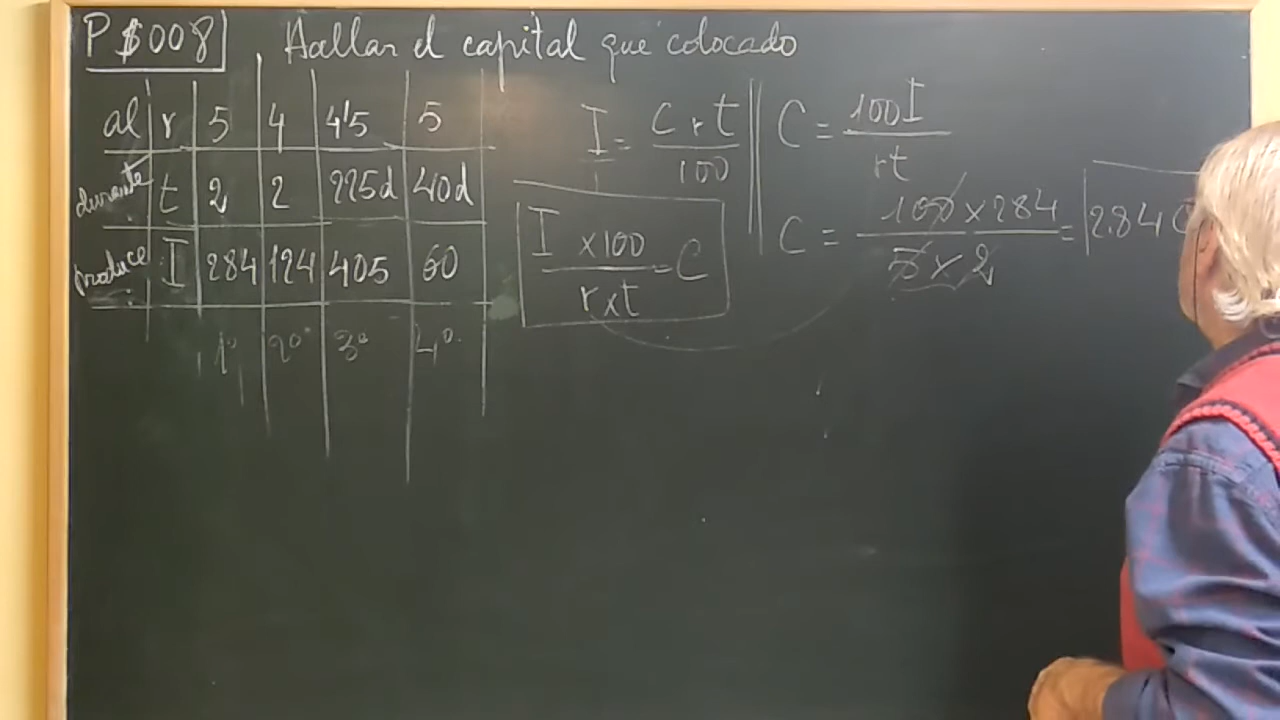 P$008 Hallar el capital que colocado
al r 5 4 4'5 5
durante t 2 2 225d 40d
produce I 284 124 405 60
1º 2º 3º 4º
I = C r t / 100
I x100 / r x t = C
C = 100 I / r t
C = 100 x 284 / 5 x 2 = 2.840